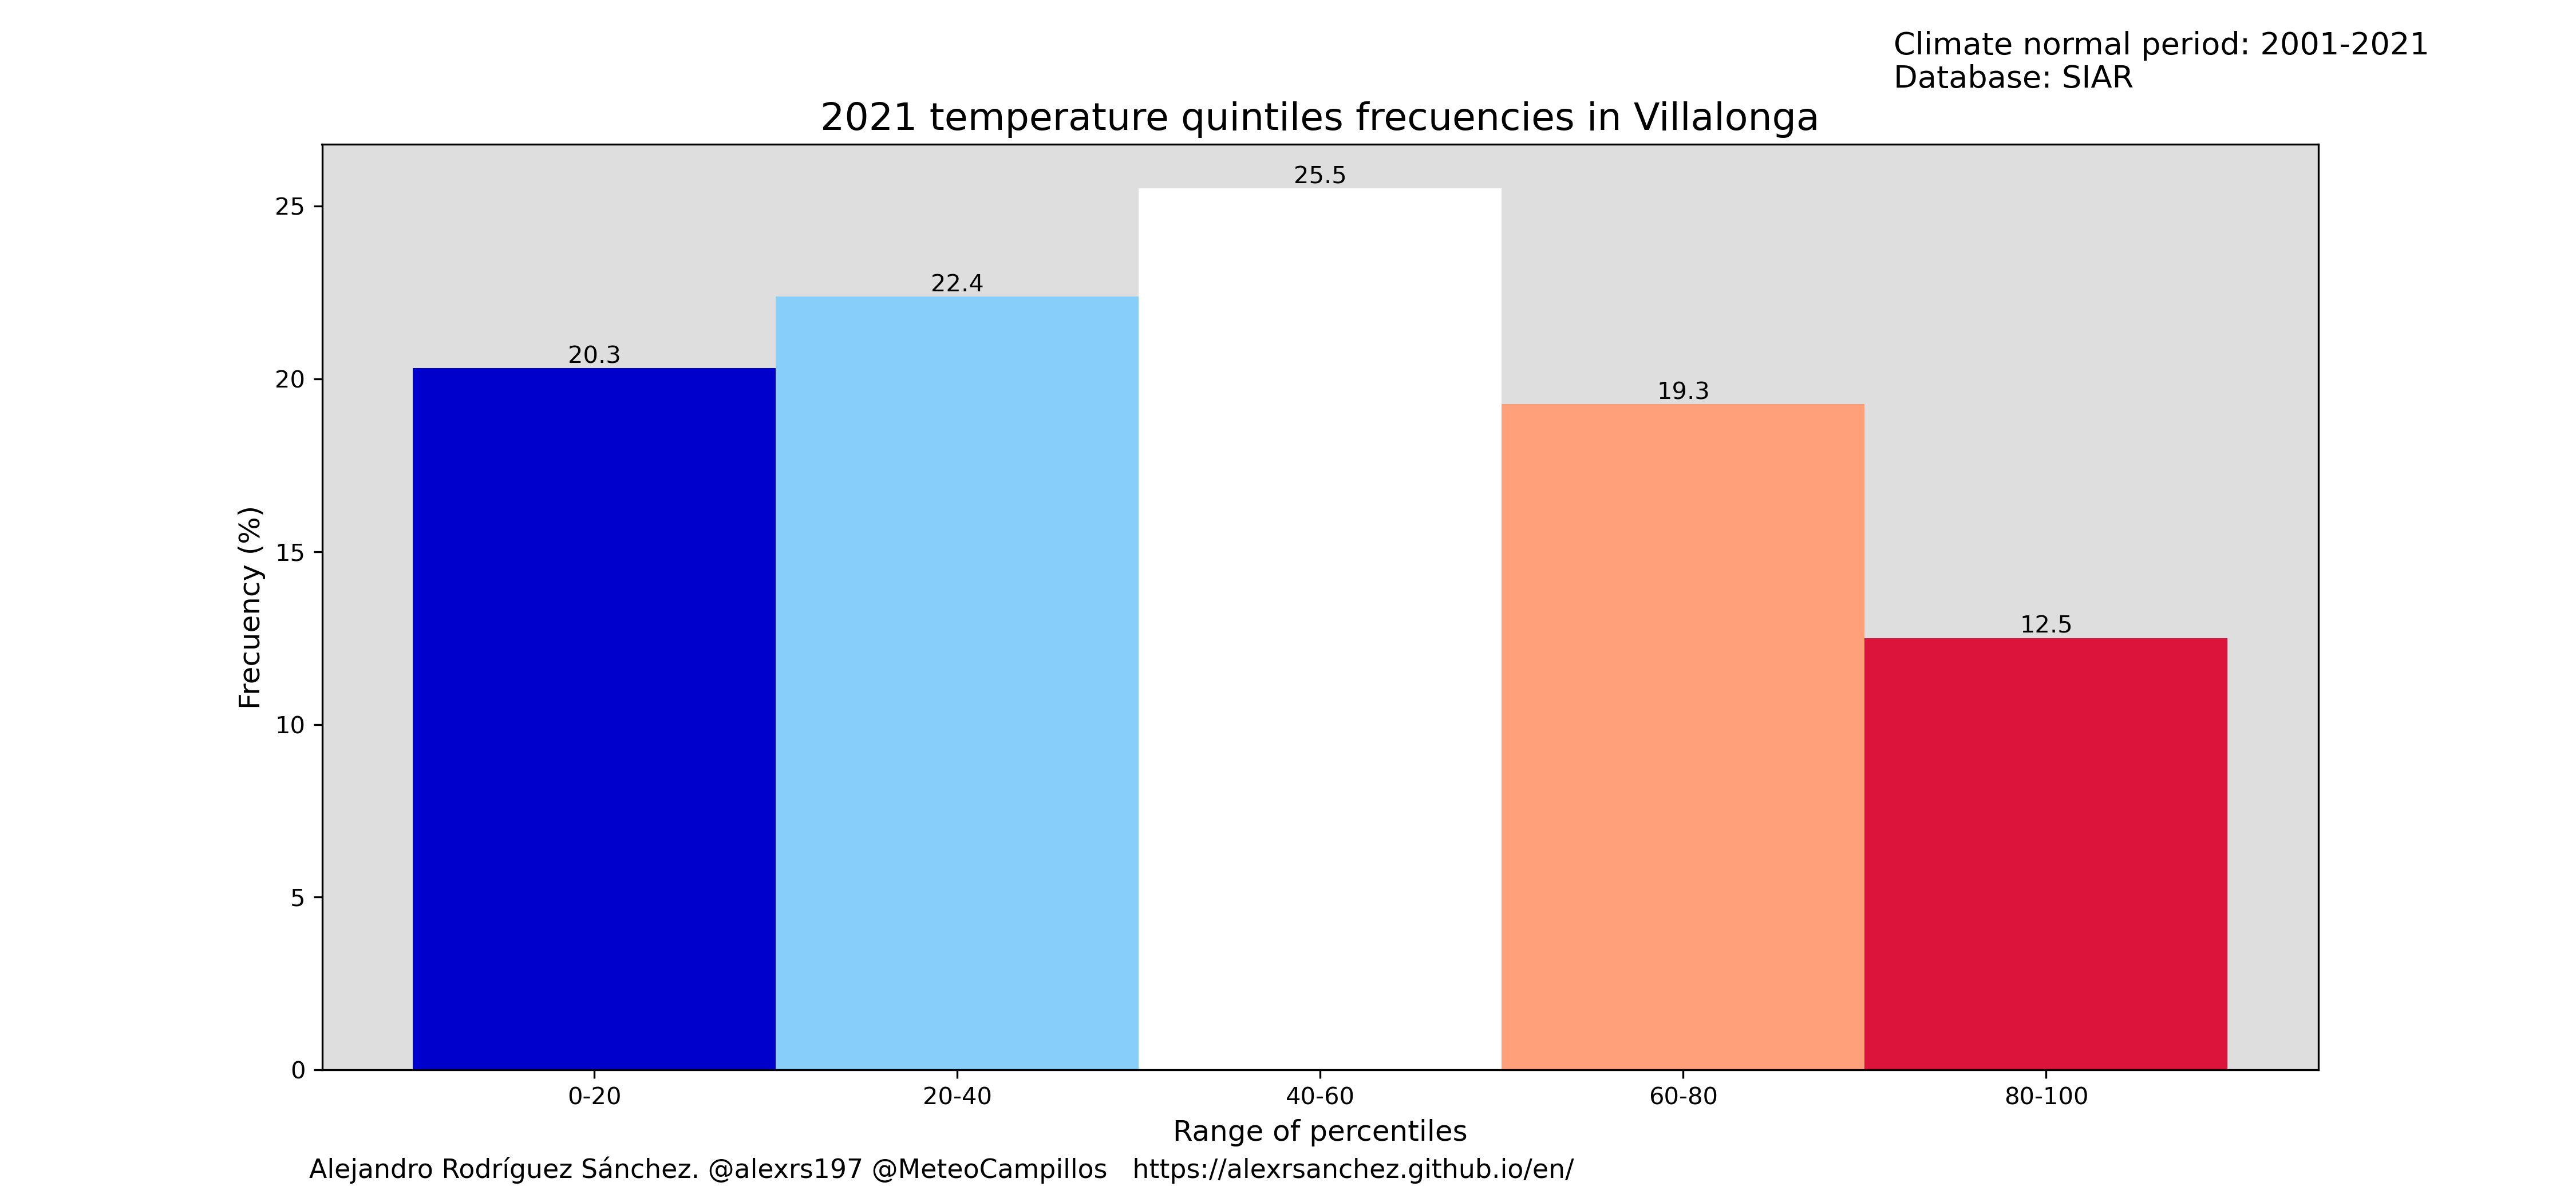 Climate normal period: 2001-2021
Database: SIAR
2021 temperature quintiles frecuencies in Villalonga
25.5
25
22.4
20.3
20
19.3
15
12.5
10
5
0
Frecuency (%)
0-20 20-40 40-60 60-80 80-100
Range of percentiles
Alejandro Rodríguez Sánchez. @alexrs197 @MeteoCampillos https://alexrsanchez.github.io/en/